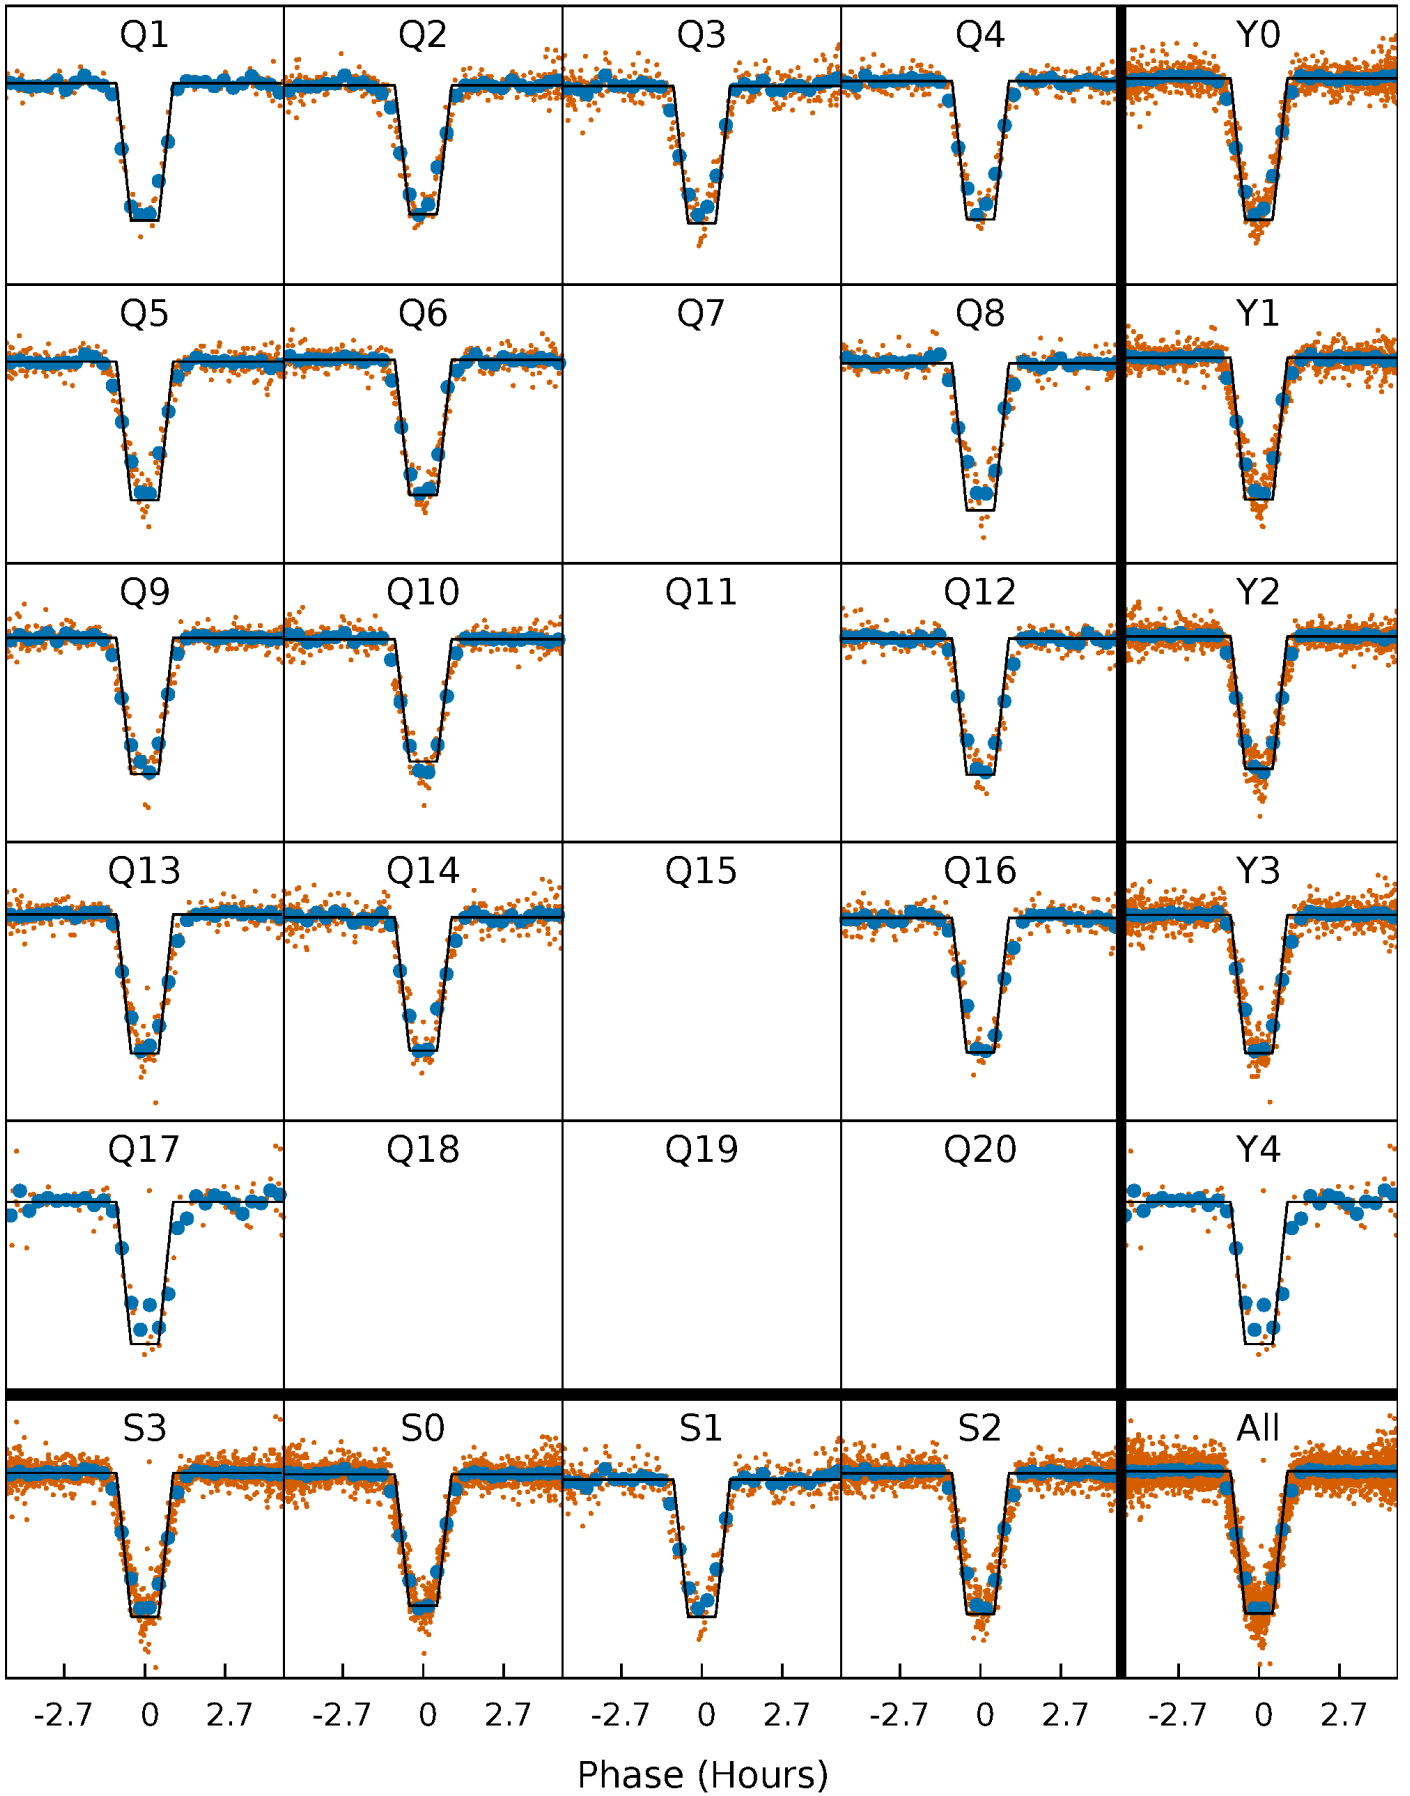 Q1 Q2 Q3 Q4 Y0
Q5 Q6 Q7 Q8 Y1
Q9 Q10 Q11 Q12 Y2
Q13 Q14 Q15 Q16 Y3
Q17 Q18 Q19 Q20 Y4
S3 S0 S1 S2 All
-2.7 0 2.7 -2.7 0 2.7 -2.7 0 2.7 -2.7 0 2.7 -2.7 0 2.7
Phase (Hours)